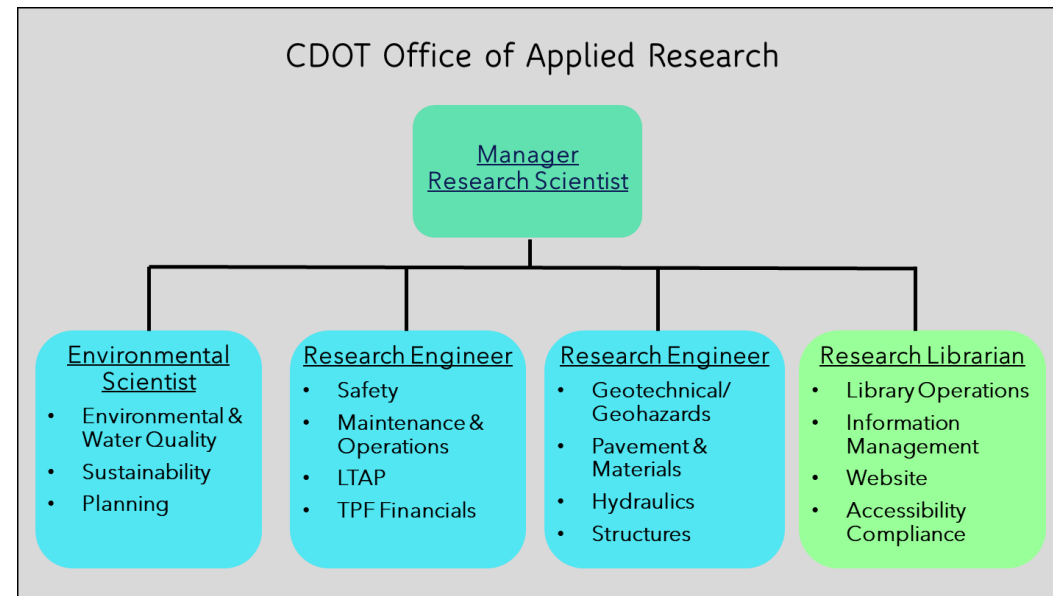 CDOT Office of Applied Research
Manager
Research Scientist
Environmental
Scientist
• Environmental &
Water Quality
• Sustainability
• Planning
Research Engineer
• Safety
• Maintenance &
Operations
• LTAP
• TPF Financials
Research Engineer
• Geotechnical/
Geohazards
• Pavement &
Materials
• Hydraulics
• Structures
Research Librarian
• Library Operations
• Information
Management
• Website
• Accessibility
Compliance